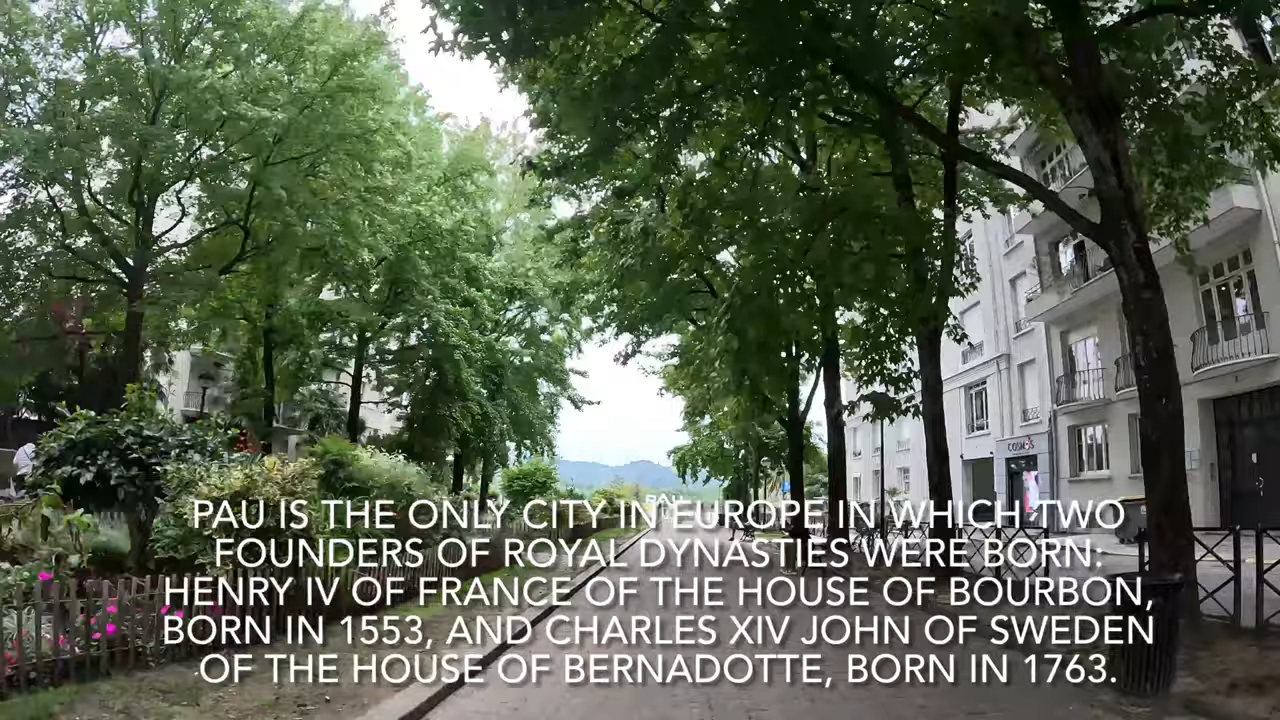 COSMOS
PAU
PAU IS THE ONLY CITY IN EUROPE IN WHICH TWO
FOUNDERS OF ROYAL DYNASTIES WERE BORN:
HENRY IV OF FRANCE OF THE HOUSE OF BOURBON,
BORN IN 1553, AND CHARLES XIV JOHN OF SWEDEN
OF THE HOUSE OF BERNADOTTE, BORN IN 1763.